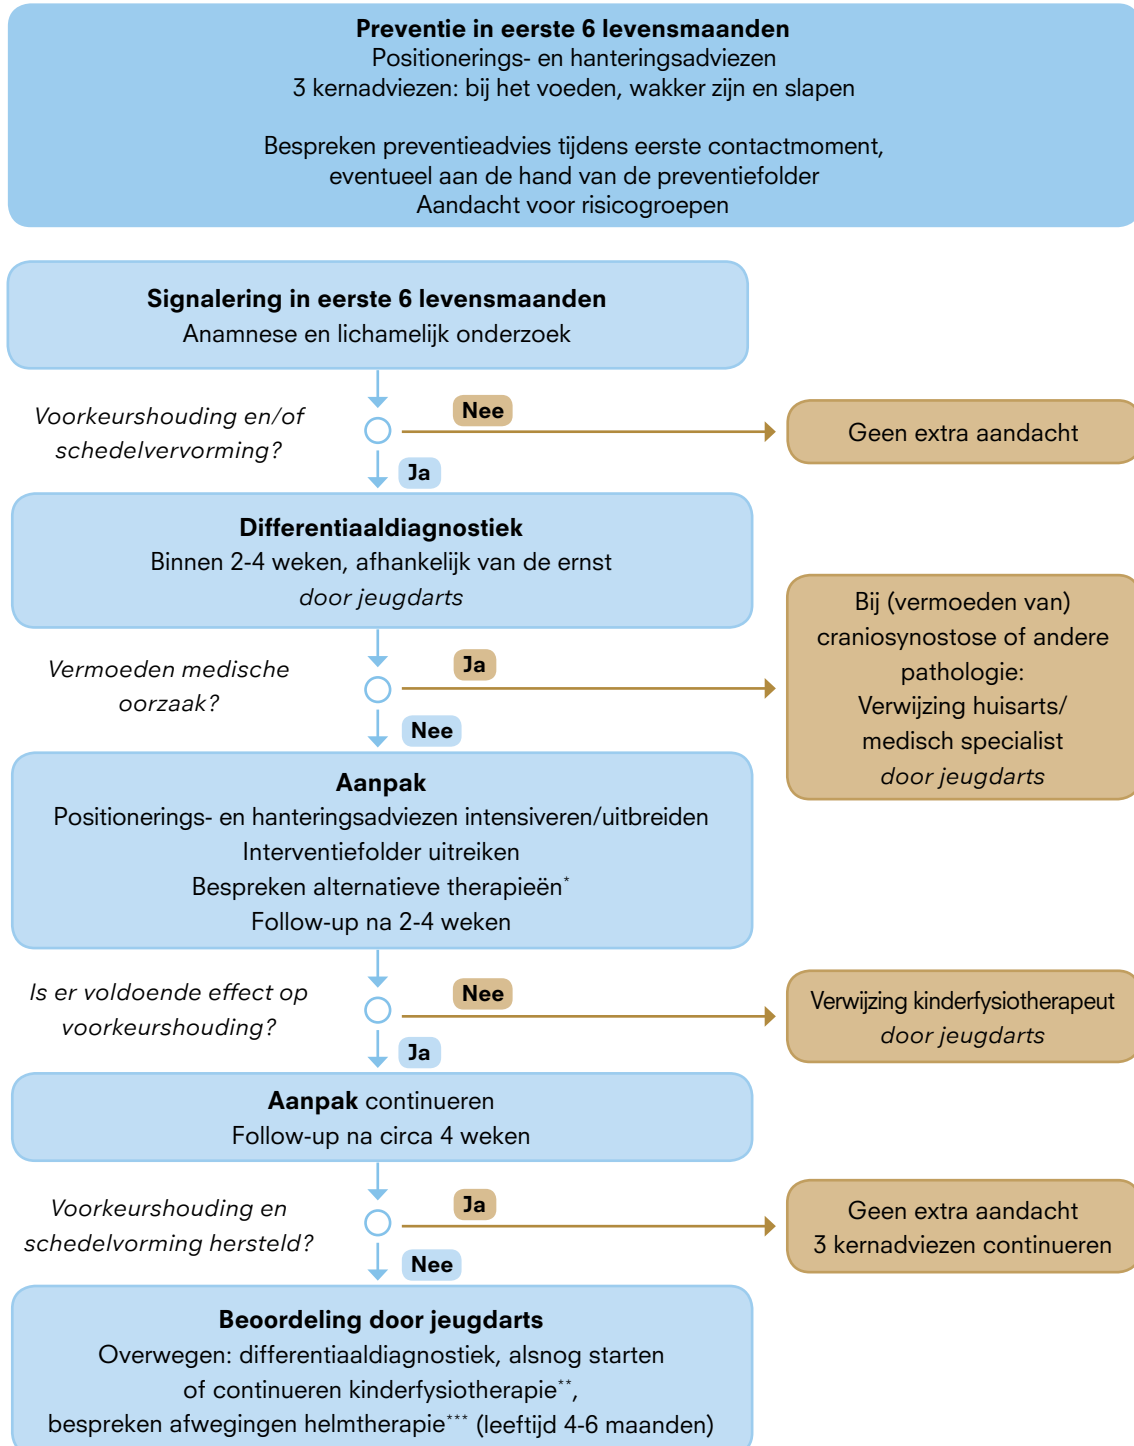 Preventie in eerste 6 levensmaanden
Positionerings- en hanteringsadviezen
3 kernadviezen: bij het voeden, wakker zijn en slapen
Bespreken preventieadvies tijdens eerste contactmoment,
eventueel aan de hand van de preventiefolder
Aandacht voor risicogroepen
Signalering in eerste 6 levensmaanden
Anamnese en lichamelijk onderzoek
Voorkeurshouding en/of
schedelvervorming?
Nee
Geen extra aandacht
Ja
Differentiaaldiagnostiek
Binnen 2-4 weken, afhankelijk van de ernst
door jeugdarts
Vermoeden medische
oorzaak?
Ja
Bij (vermoeden van)
craniosynostose of andere
pathologie:
Verwijzing huisarts/
medisch specialist
door jeugdarts
Nee
Aanpak
Positionerings- en hanteringsadviezen intensiveren/uitbreiden
Interventiefolder uitreiken
Bespreken alternatieve therapieën*
Follow-up na 2-4 weken
Is er voldoende effect op
voorkeurshouding?
Nee
Verwijzing kinderfysiotherapeut
door jeugdarts
Ja
Aanpak continueren
Follow-up na circa 4 weken
Voorkeurshouding en
schedelvorming hersteld?
Ja
Geen extra aandacht
3 kernadviezen continueren
Nee
Beoordeling door jeugdarts
Overwegen: differentiaaldiagnostiek, alsnog starten
of continueren kinderfysiotherapie**,
bespreken afwegingen helmtherapie*** (leeftijd 4-6 maanden)